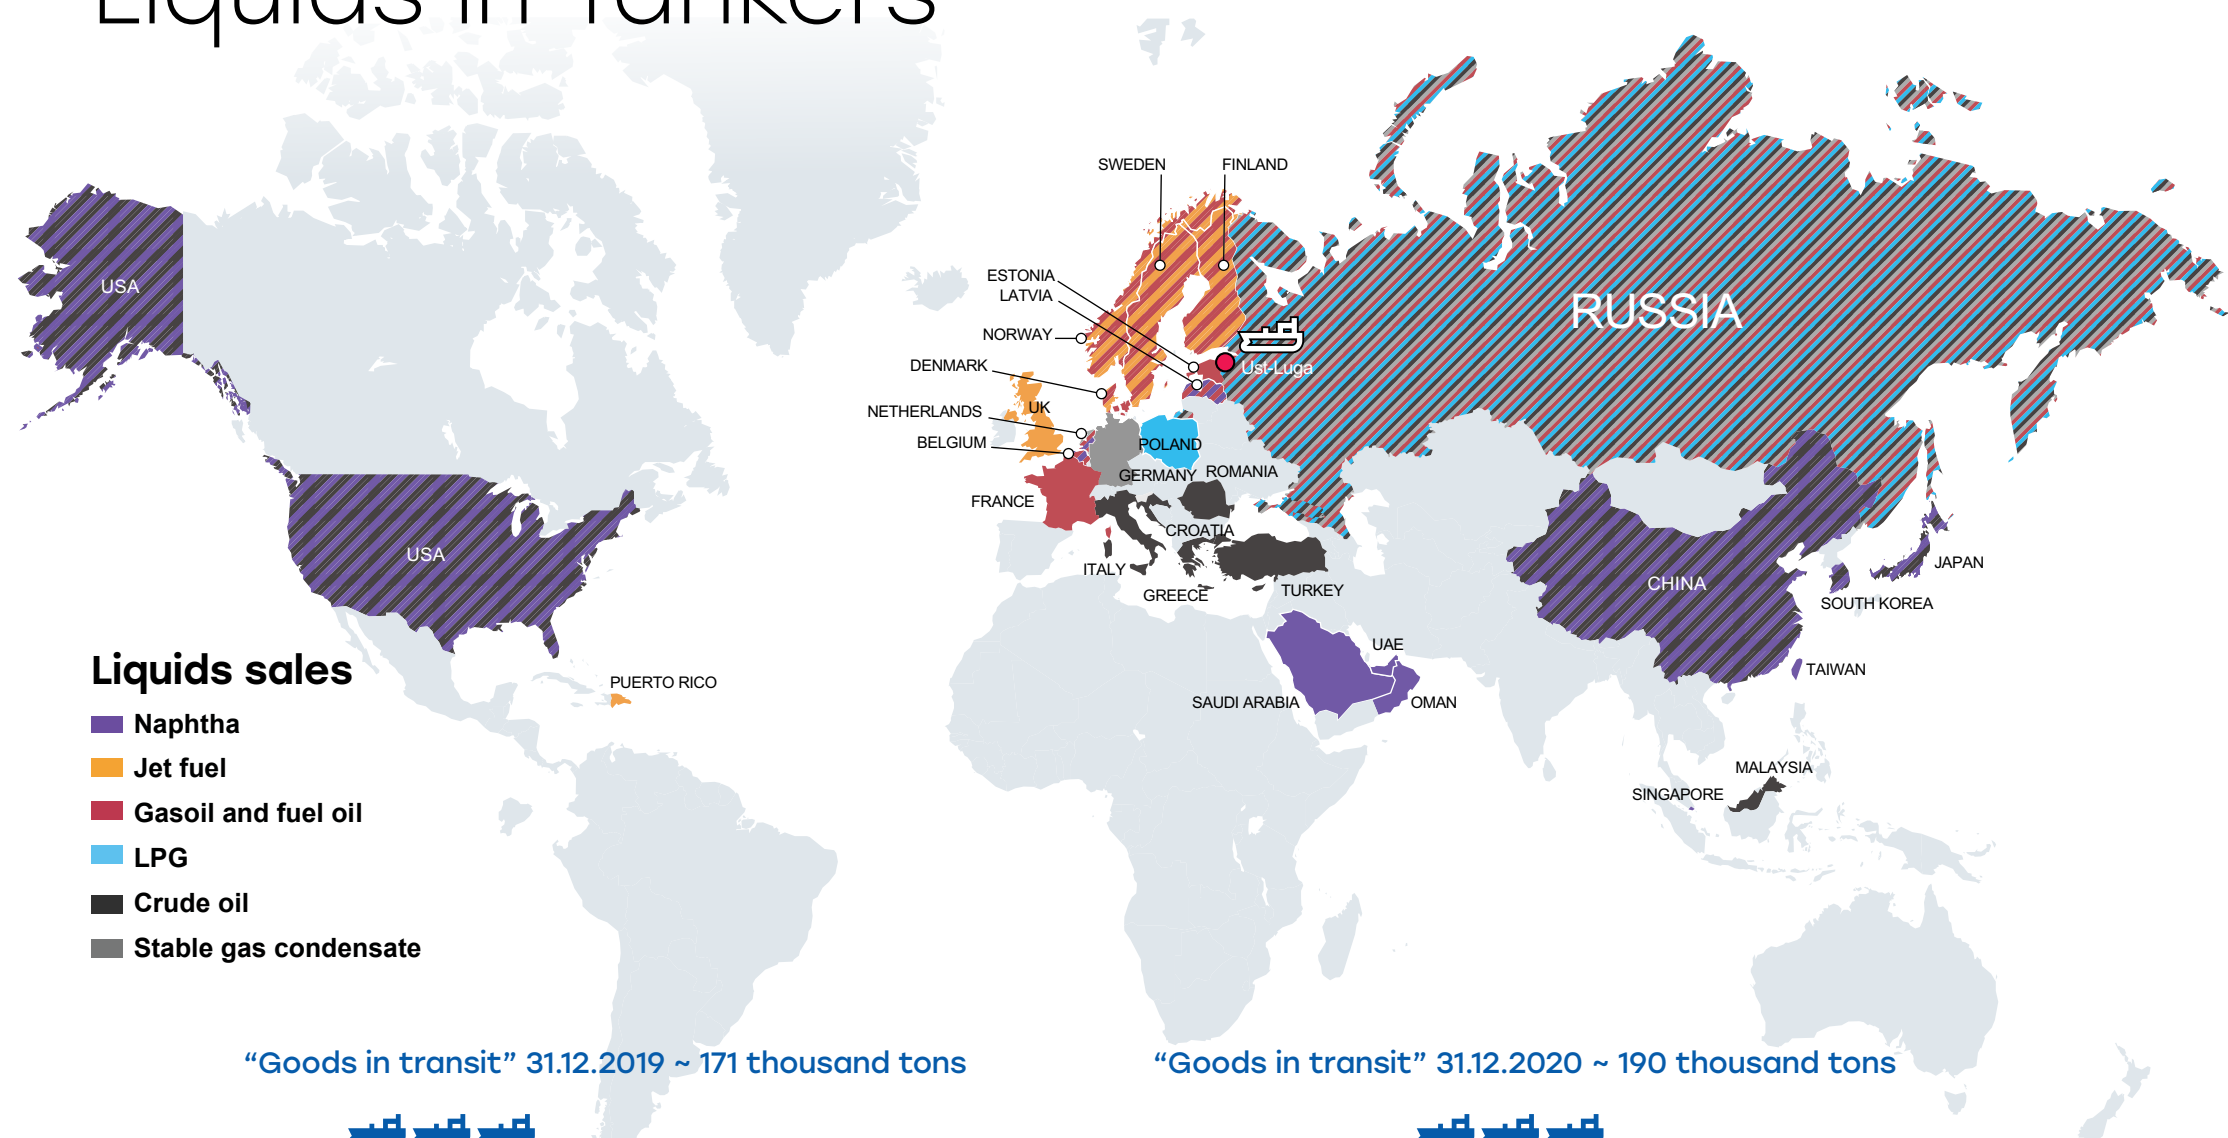 Liquids in Tankers
SWEDEN
FINLAND
ESTONIA
LATVIA
NORWAY
DENMARK
NETHERLANDS
BELGIUM
UK
FRANCE
POLAND
GERMANY
ROMANIA
CROATIA
ITALY
GREECE
TURKEY
Ust-Luga
RUSSIA
USA
USA
PUERTO RICO
UAE
SAUDI ARABIA
OMAN
CHINA
JAPAN
SOUTH KOREA
TAIWAN
MALAYSIA
SINGAPORE
Liquids sales
Naphtha
Jet fuel
Gasoil and fuel oil
LPG
Crude oil
Stable gas condensate
“Goods in transit” 31.12.2019 ~ 171 thousand tons
“Goods in transit” 31.12.2020 ~ 190 thousand tons